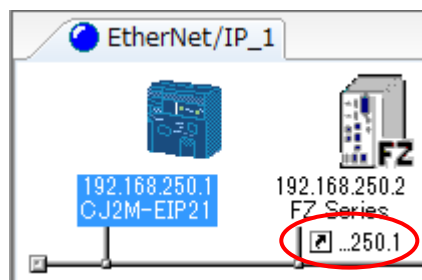 EtherNet/IP_1
FZ
192.168.250.1
CJ2M-EIP21
192.168.250.2
FZ Series
...250.1